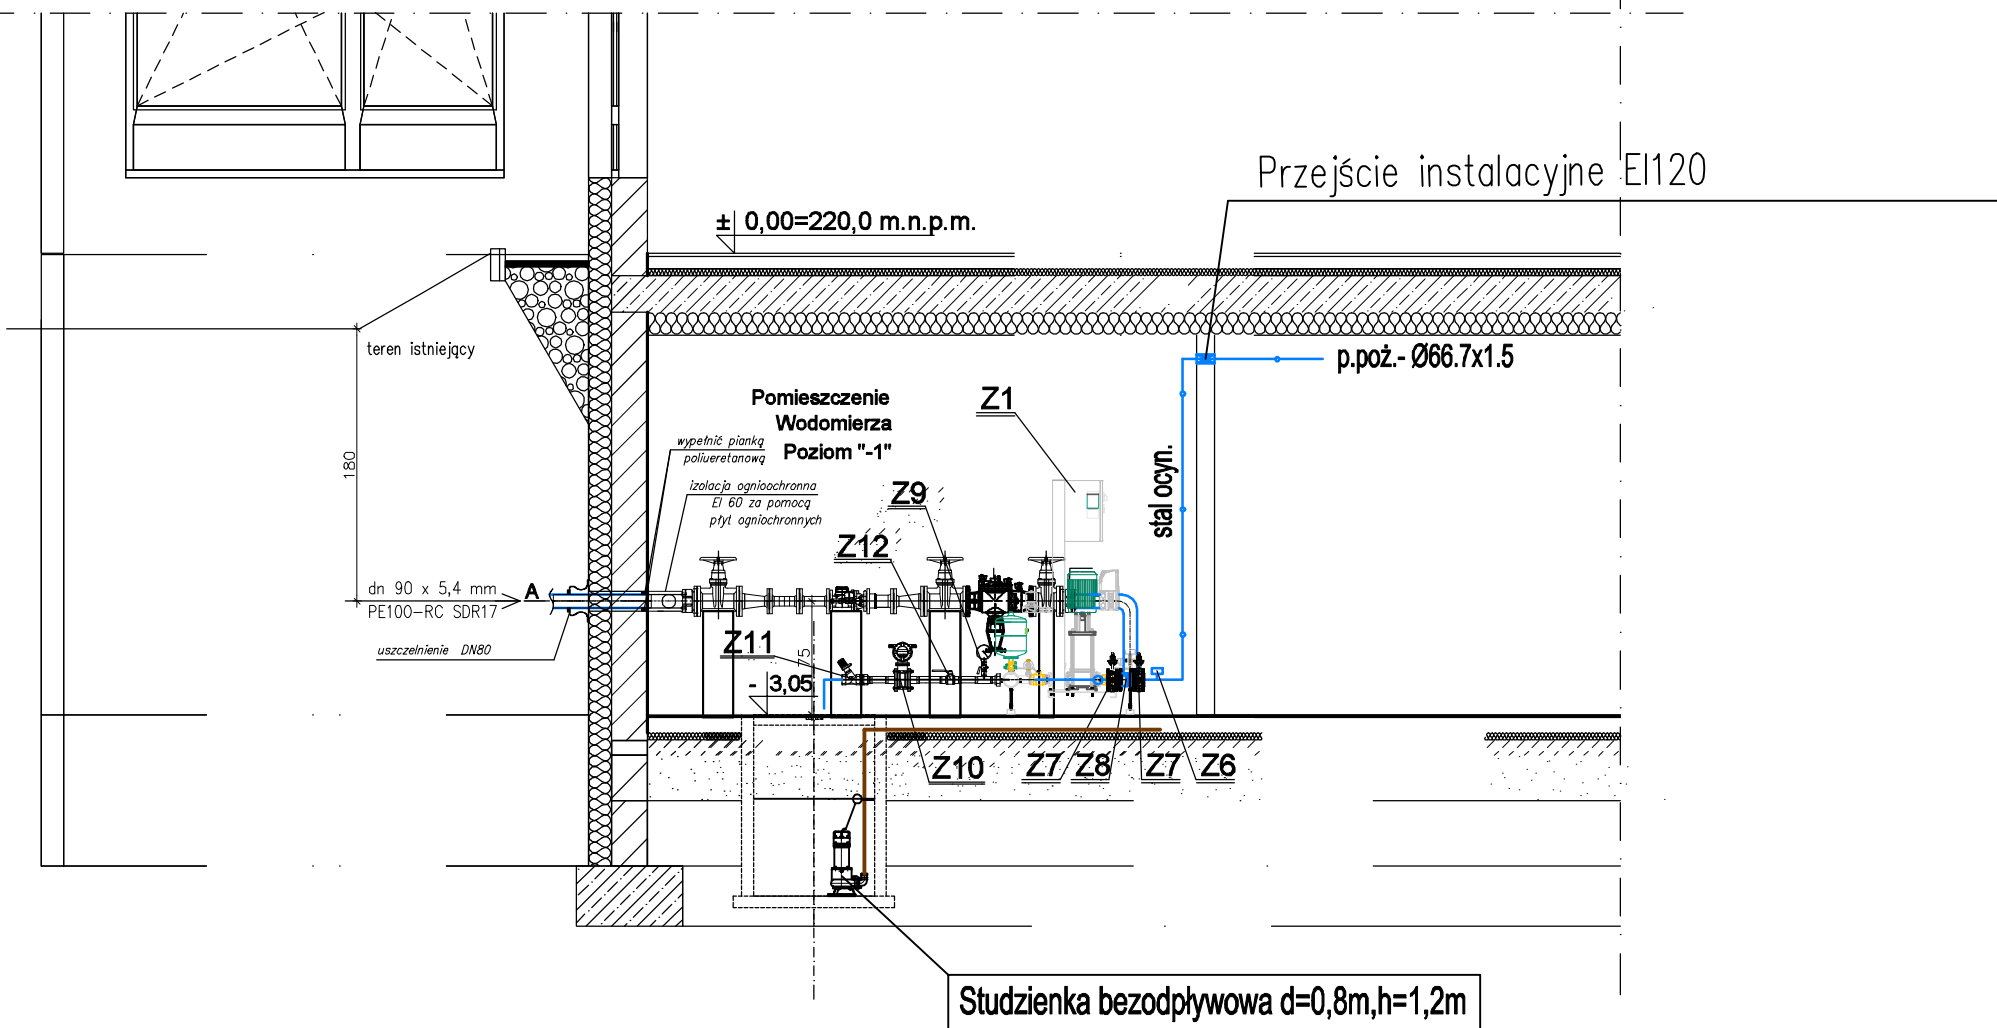 Przejście instalacyjne EI120
± 0,00=220,0 m.n.p.m.
teren istniejący
p.poż.- Ø66.7x1.5
Pomieszczenie
Wodomierza
Poziom "-1"
Z1
wypełnić pianką
poliueretanową
180
stal ocyn.
izolacja ognioochronna
EI 60 za pomocą
płyt ogniochronnych
Z9
Z12
dn 90 x 5,4 mm
PE100-RC SDR17
A
uszczelnienie DN80
Z11
75
- 3,05
Z10
Z7
Z8
Z7
Z6
Studzienka bezodpływowa d=0,8m,h=1,2m